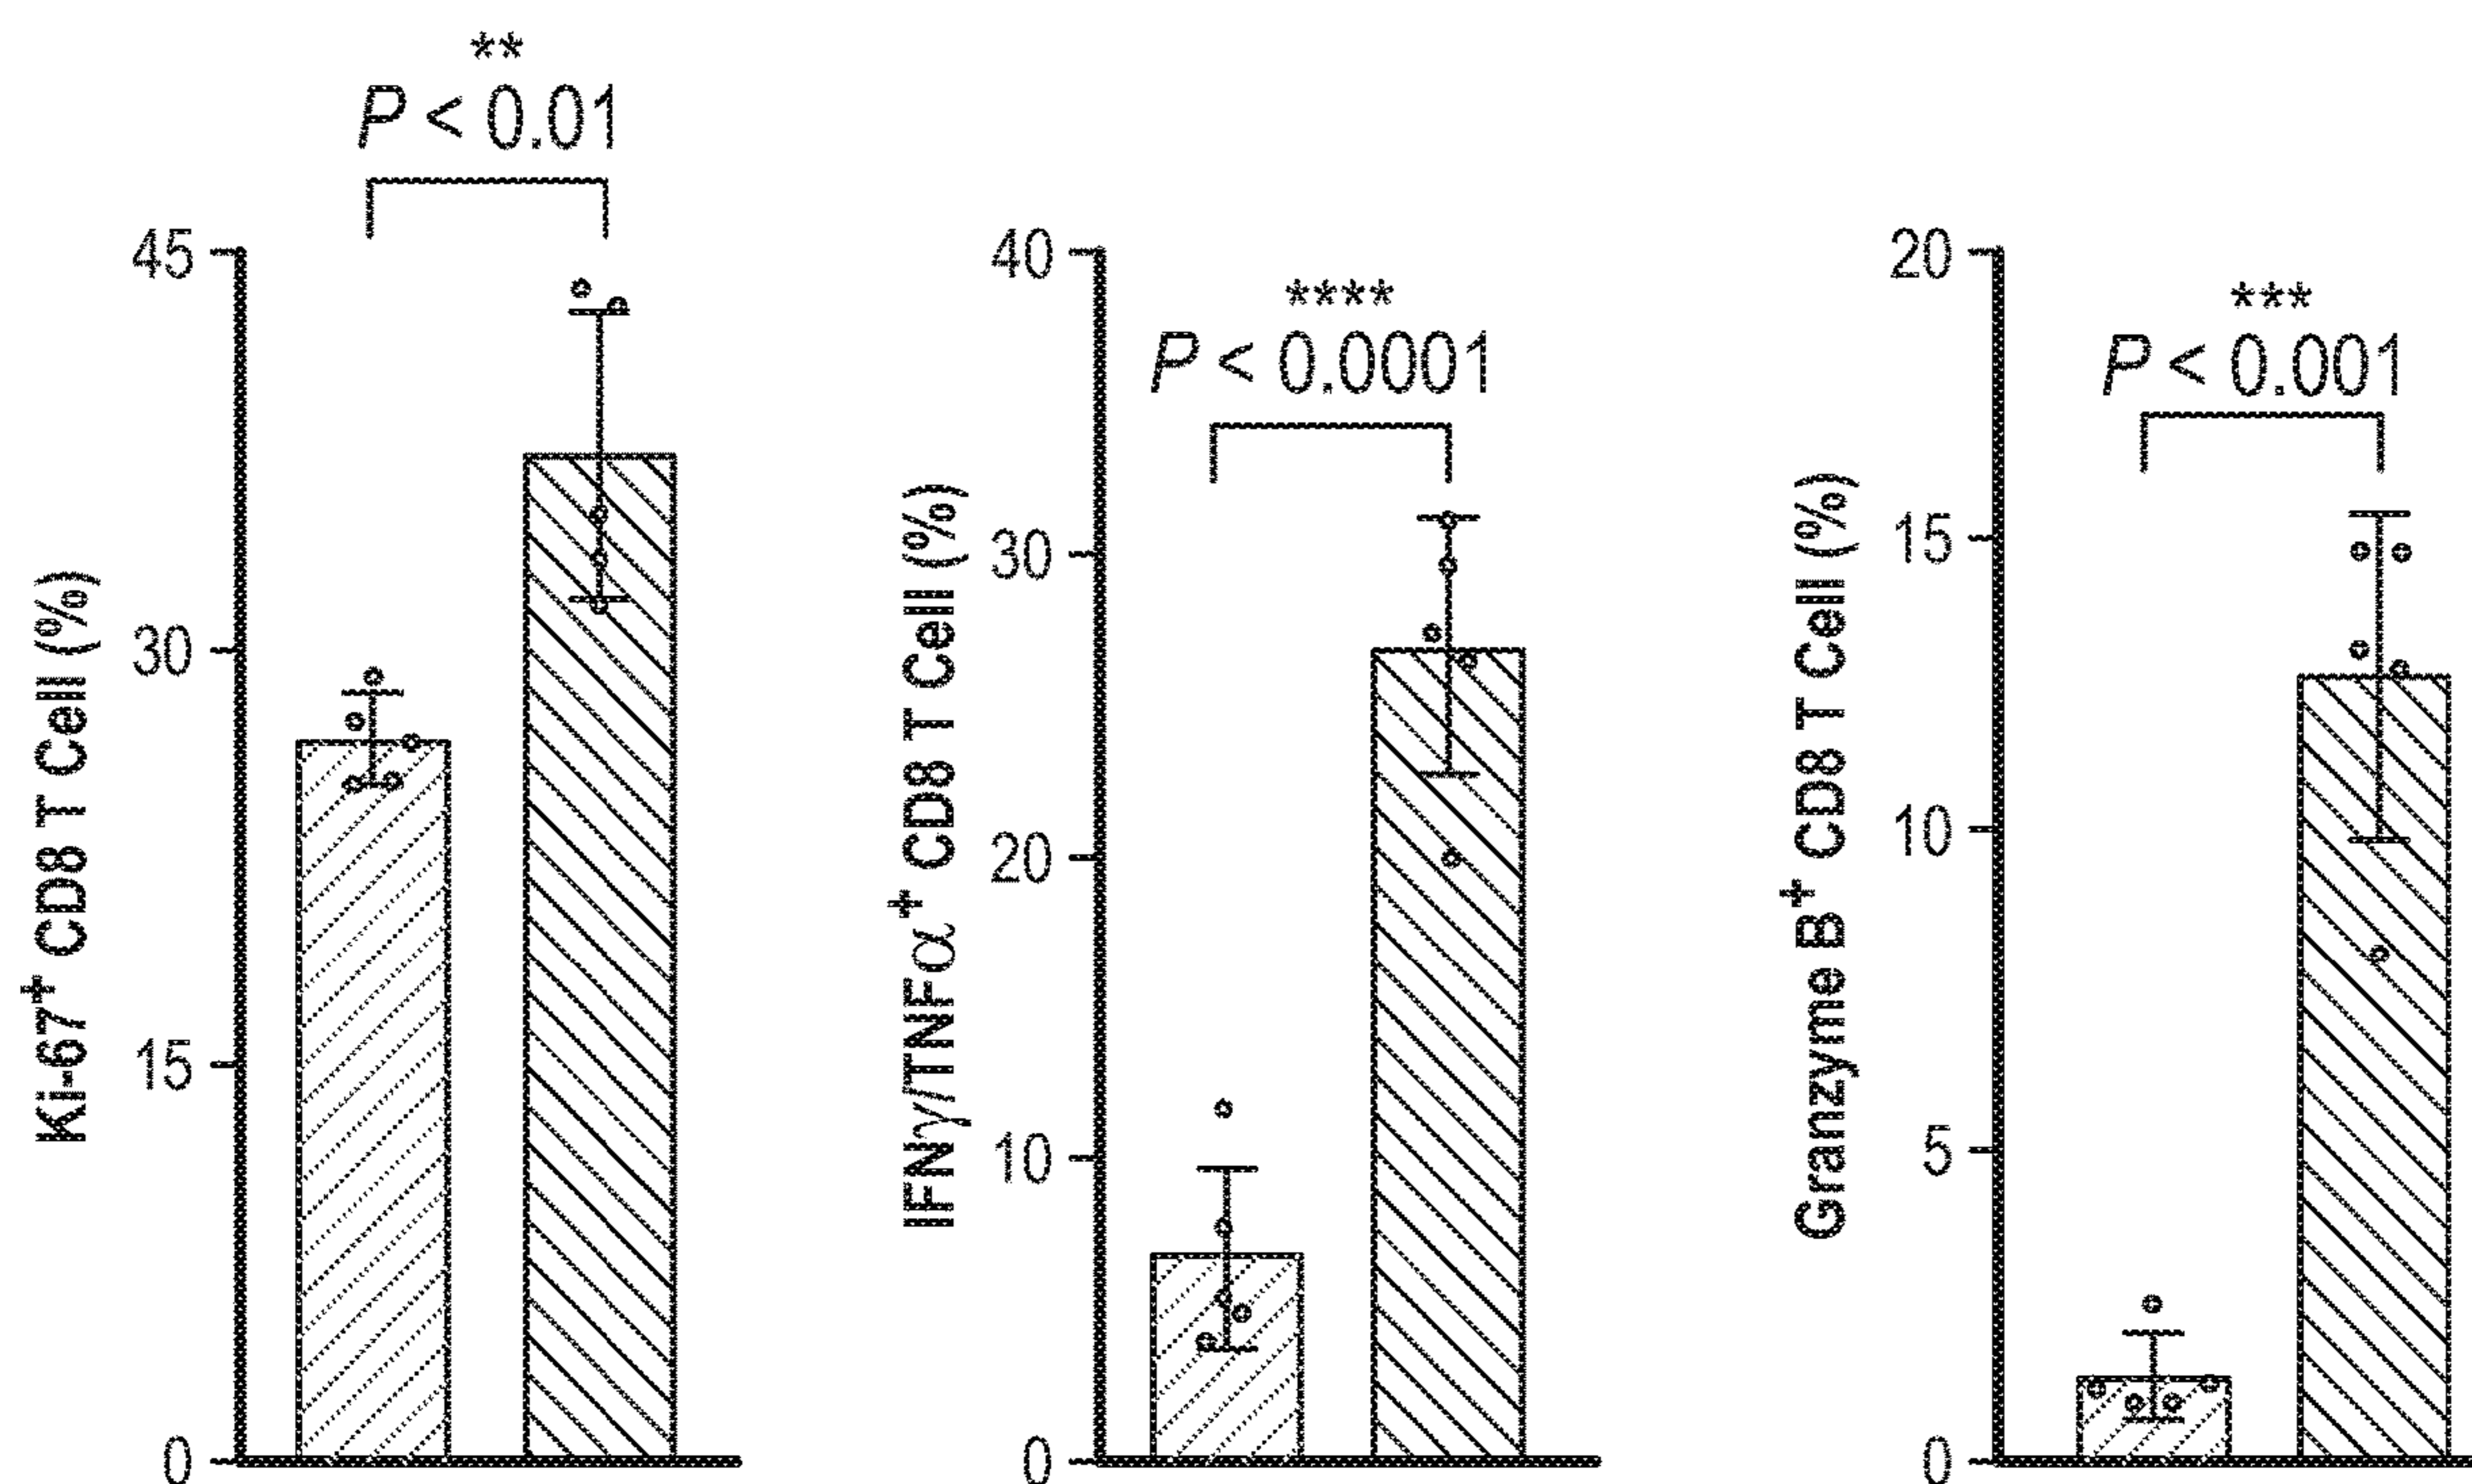 **
P < 0.01
Ki-67+ CD8 T Cell (%)
45
30
15
0
****
P < 0.0001
IFNγ/TNFα+ CD8 T Cell (%)
40
30
20
10
0
***
P < 0.001
Granzyme B+ CD8 T Cell (%)
20
15
10
5
0